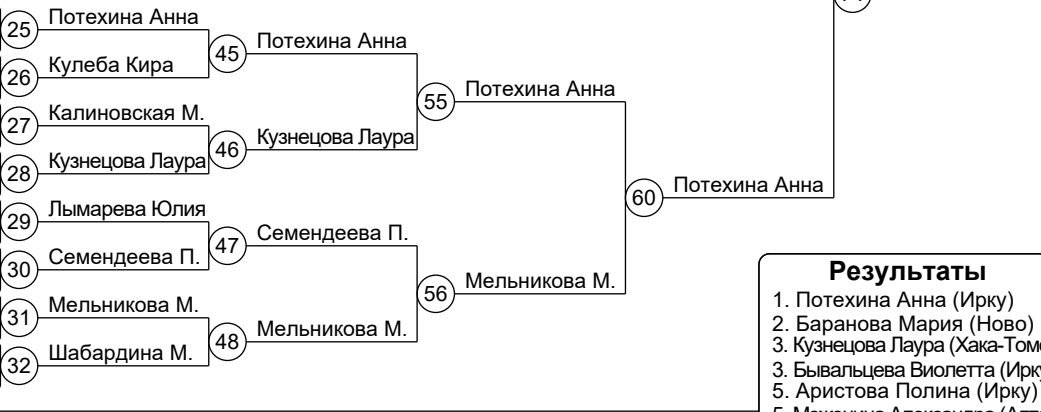 25 Потехина Анна
26 Кулеба Кира
27 Калиновская М.
28 Кузнецова Лаура
29 Лымарева Юлия
30 Семендеева П.
31 Мельникова М.
32 Шабардина М.
45 Потехина Анна
46 Кузнецова Лаура
47 Семендеева П.
48 Мельникова М.
55 Потехина Анна
56 Мельникова М.
60 Потехина Анна
Результаты
1. Потехина Анна (Ирку)
2. Баранова Мария (Ново)
3. Кузнецова Лаура (Хака-Томс
3. Бывальцева Виолетта (Ирку
5. Аристова Полина (Ирку)
5.